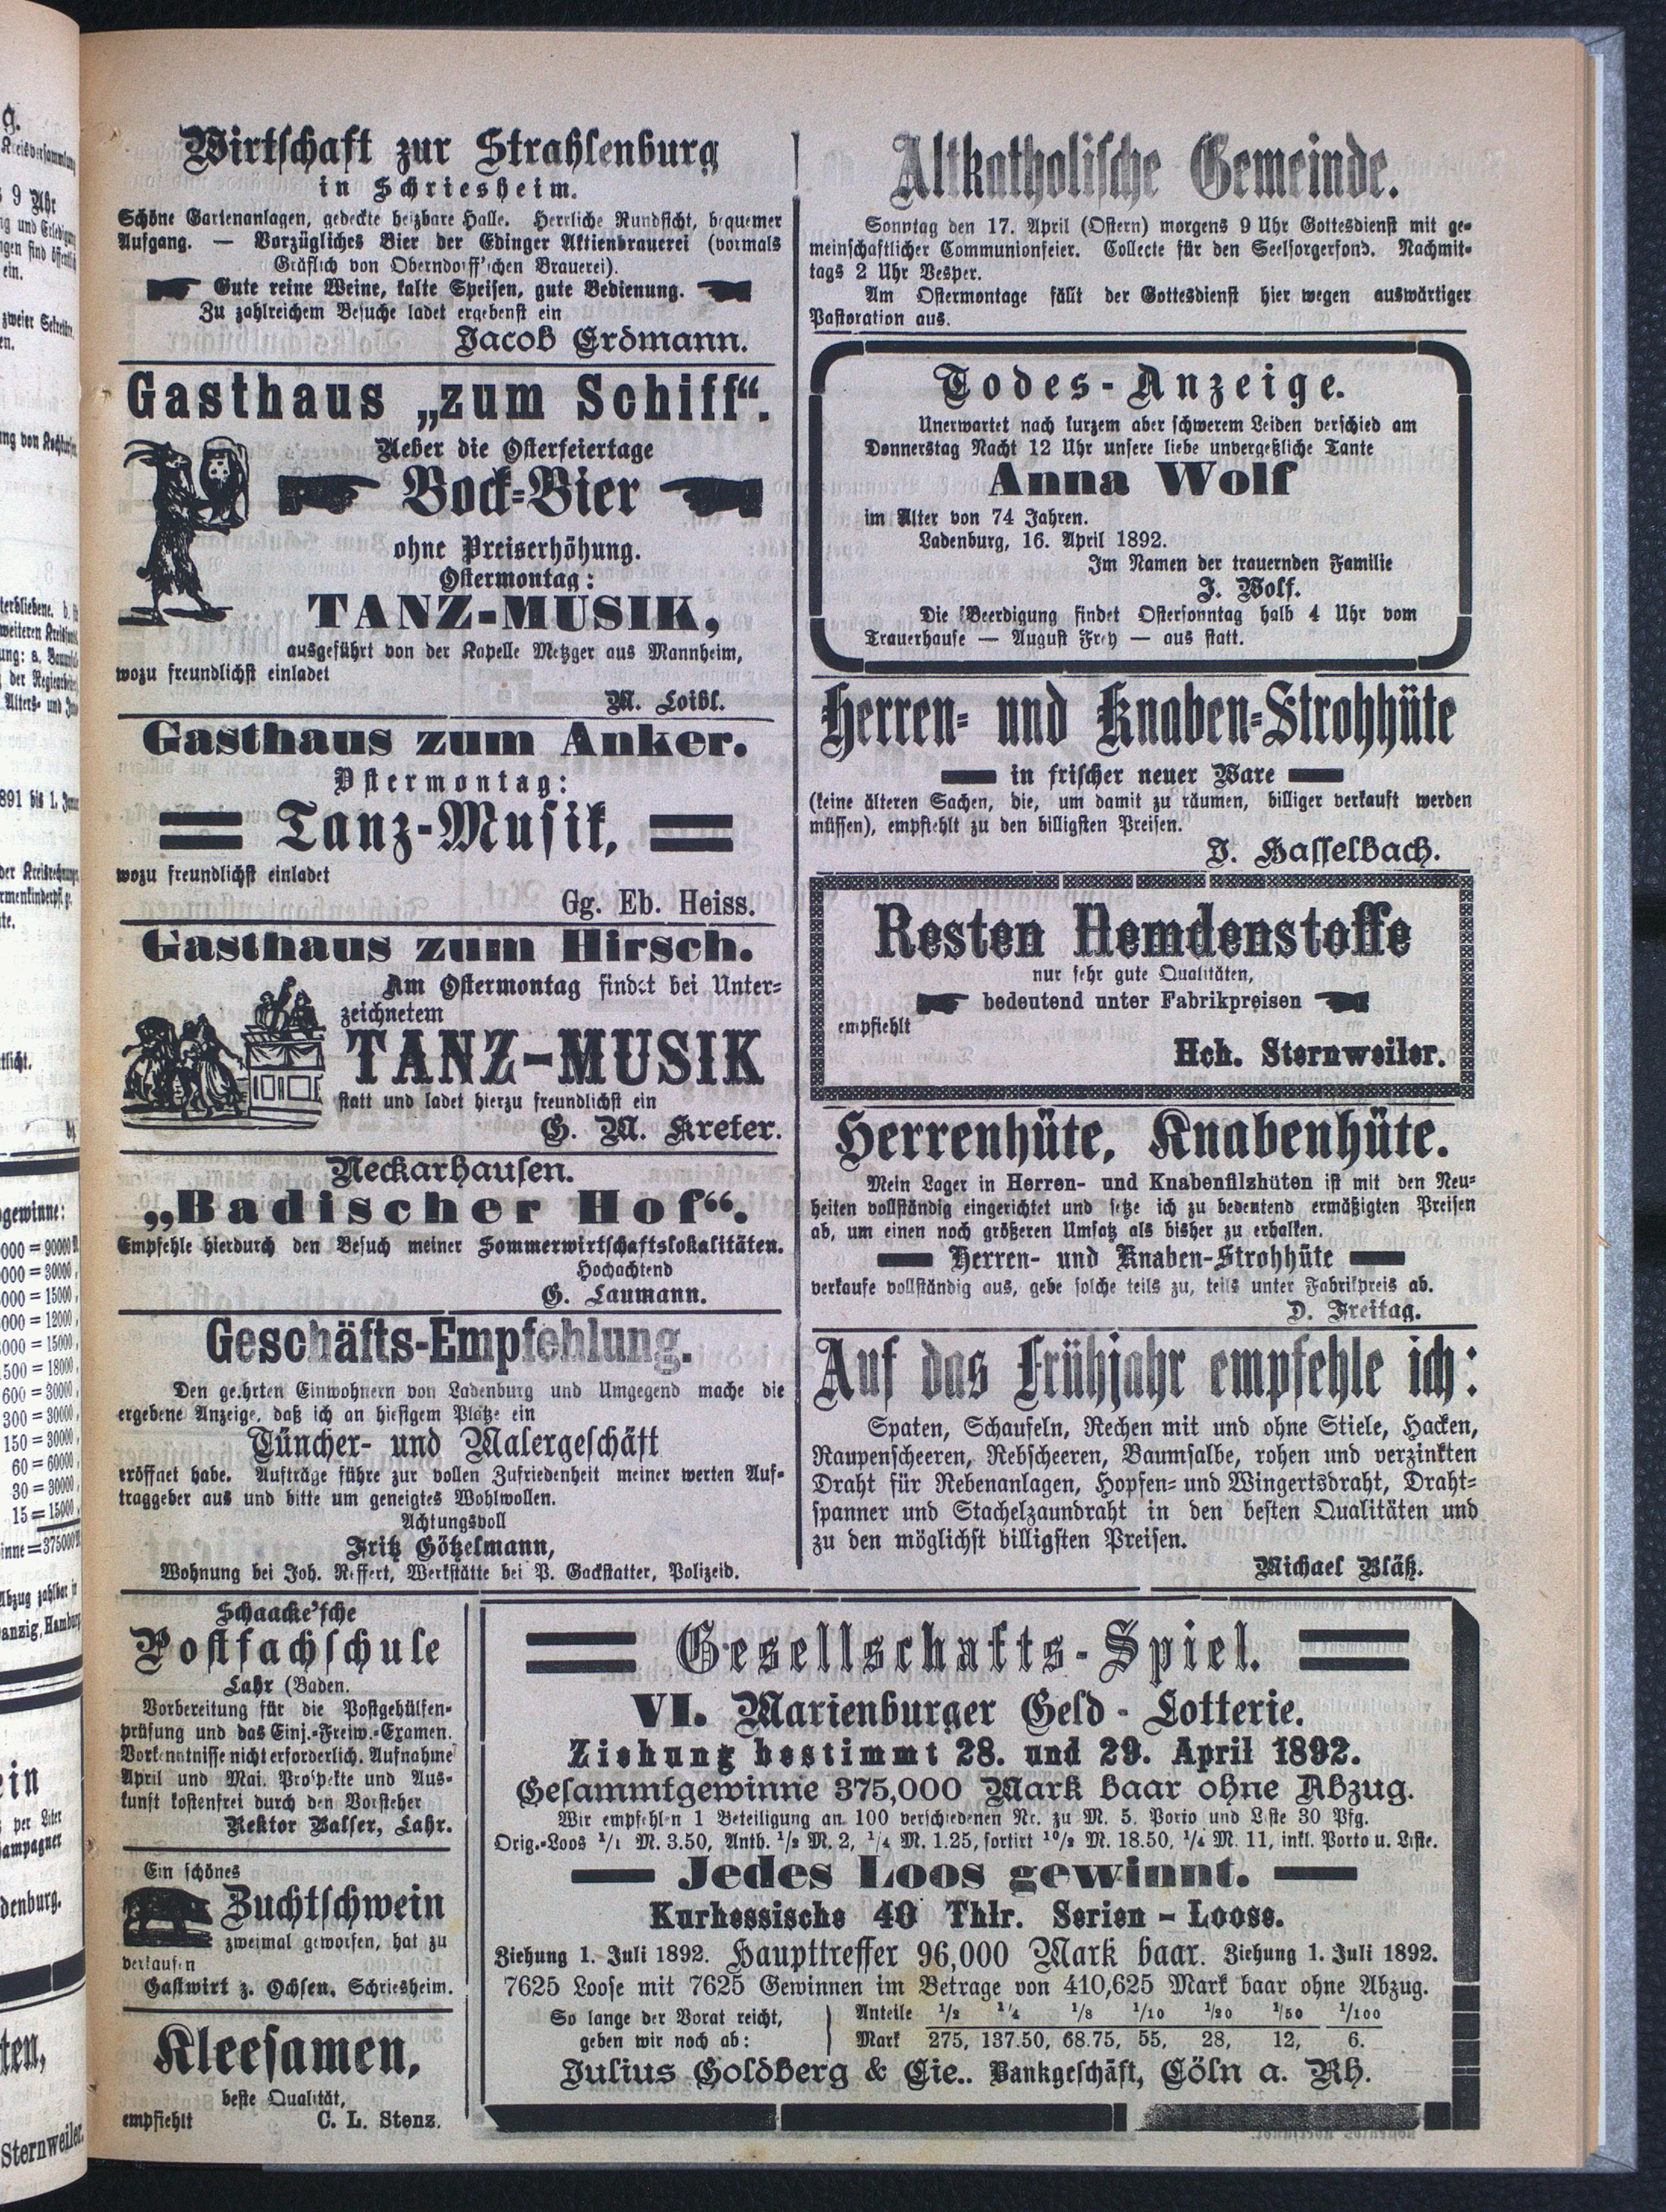 Wirtschaft zur Strahlenburg
in Schriesheim.
Schöne Gartenanlagen, gedeckte heizbare Halle. Herrliche Rundsicht, bequemer
Aufgang. — Vorzügliches Bier der Edinger Aktienbrauerei (vormals
Gräflich von Oberndorff'schen Brauerei).
Gute reine Weine, kalte Speisen, gute Bedienung.
Zu zahlreichem Besuche ladet ergebenst ein
Jacob Erdmann.
Gasthaus „zum Schiff“.
Ueber die Osterfeiertage
Bock-Bier
ohne Preiserhöhung.
Ostermontag:
TANZ-MUSIK,
ausgeführt von der Kapelle Metzger aus Mannheim,
wozu freundlichst einladet
M. Loibl.
Gasthaus zum Anker.
Ostermontag:
Tanz-Musik,
wozu freundlichst einladet
Gg. Eb. Heiss.
Gasthaus zum Hirsch.
Am Ostermontag findet bei Unter-
zeichnetem
TANZ-MUSIK
statt und ladet hierzu freundlichst ein
G. M. Kreter.
Neckarhausen.
„Badischer Hof“.
Empfehle hierdurch den Besuch meiner Sommerwirtschaftslokalitäten.
Hochachtend
G. Laumann.
Geschäfts-Empfehlung.
Den geehrten Einwohnern von Ladenburg und Umgegend mache die
ergebene Anzeige, daß ich an hiesigem Platze ein
Tüncher- und Malergeschäft
eröffnet habe. Aufträge führe zur vollen Zufriedenheit meiner werten Auf-
traggeber aus und bitte um geneigtes Wohlwollen.
Achtungsvoll
Fritz Götzelmann,
Wohnung bei Joh. Reffert, Werkstätte bei P. Gackstatter, Polizeid.
Schaacke'sche
Postfachschule
Lahr (Baden.
Vorbereitung für die Postgehülfen-
prüfung und das Einj.-Freiw.-Examen.
Vorkenntnisse nicht erforderlich. Aufnahme
April und Mai. Prospekte und Aus-
kunft kostenfrei durch den Vorsteher
Rektor Balser, Lahr.
Ein schönes
Zuchtschwein
zweimal geworfen, hat zu
verkaufen
Gastwirt z. Ochsen, Schriesheim.
Kleesamen,
beste Qualität,
empfiehlt C. L. Stenz.
Altkatholische Gemeinde.
Sonntag den 17. April (Ostern) morgens 9 Uhr Gottesdienst mit ge-
meinschaftlicher Communionfeier. Collecte für den Seelsorgerfond. Nachmit-
tags 2 Uhr Vesper.
Am Ostermontage fällt der Gottesdienst hier wegen auswärtiger
Pastoration aus.
Todes-Anzeige.
Unerwartet nach kurzem aber schwerem Leiden verschied am
Donnerstag Nacht 12 Uhr unsere liebe unvergeßliche Tante
Anna Wolf
im Alter von 74 Jahren.
Ladenburg, 16. April 1892.
Im Namen der trauernden Familie
J. Wolf.
Die Beerdigung findet Ostersonntag halb 4 Uhr vom
Trauerhause — August Frey — aus statt.
Herren- und Knaben-Strohhüte
in frischer neuer Ware
(keine älteren Sachen, die, um damit zu räumen, billiger verkauft werden
müssen), empfiehlt zu den billigsten Preisen.
J. Hasselbach.
Resten Hemdenstoffe
nur sehr gute Qualitäten,
bedeutend unter Fabrikpreisen
empfiehlt
Hch. Sternweiler.
Herrenhüte, Knabenhüte.
Mein Lager in Herren- und Knabenfilzhüten ist mit den Neu-
heiten vollständig eingerichtet und setze ich zu bedeutend ermäßigten Preisen
ab, um einen noch größeren Umsatz als bisher zu erhalten.
Herren- und Knaben-Strohhüte
verkaufe vollständig aus, gebe solche teils zu, teils unter Fabrikpreis ab.
D. Freitag.
Auf das Frühjahr empfehle ich:
Spaten, Schaufeln, Rechen mit und ohne Stiele, Hacken,
Raupenscheeren, Rebscheeren, Baumsalbe, rohen und verzinkten
Draht für Rebenanlagen, Hopfen- und Wingertsdraht, Draht-
spanner und Stachelzaundraht in den besten Qualitäten und
zu den möglichst billigsten Preisen.
Michael Bläß.
Gesellschafts-Spiel.
VI. Marienburger Geld-Lotterie.
Ziehung bestimmt 28. und 29. April 1892.
Gesammtgewinne 375,000 Mark baar ohne Abzug.
Wir empfehlen 1 Beteiligung an 100 verschiedenen Nr. zu M. 5. Porto und Liste 30 Pfg.
Orig.-Loos 1/1 M. 3.50, Antb. 1/2 M. 2, 1/4 M. 1.25, sortirt 10/2 M. 18.50, 1/4 M. 11, inkl. Porto u. Liste.
Jedes Loos gewinnt.
Kurhessische 40 Thlr. Serien-Loose.
Ziehung 1. Juli 1892. Haupttreffer 96,000 Mark baar. Ziehung 1. Juli 1892.
7625 Loose mit 7625 Gewinnen im Betrage von 410,625 Mark baar ohne Abzug.
So lange der Vorat reicht, Anteile 1/2 1/4 1/8 1/10 1/20 1/50 1/100
geben wir noch ab: Mark 275, 137.50, 68.75, 55, 28, 12, 6.
Julius Goldberg & Cie.. Bankgeschäft, Cöln a. Rh.